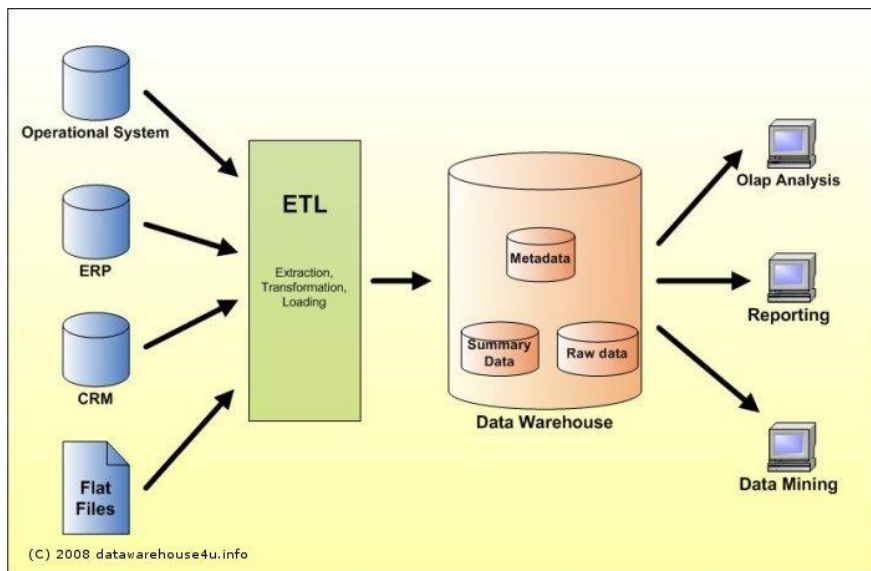 Operational System
ERP
CRM
Flat
Files
ETL
Extraction,
Transformation,
Loading
Metadata
Summary
Data
Raw data
Data Warehouse
Olap Analysis
Reporting
Data Mining
(C) 2008 datawarehouse4u.info